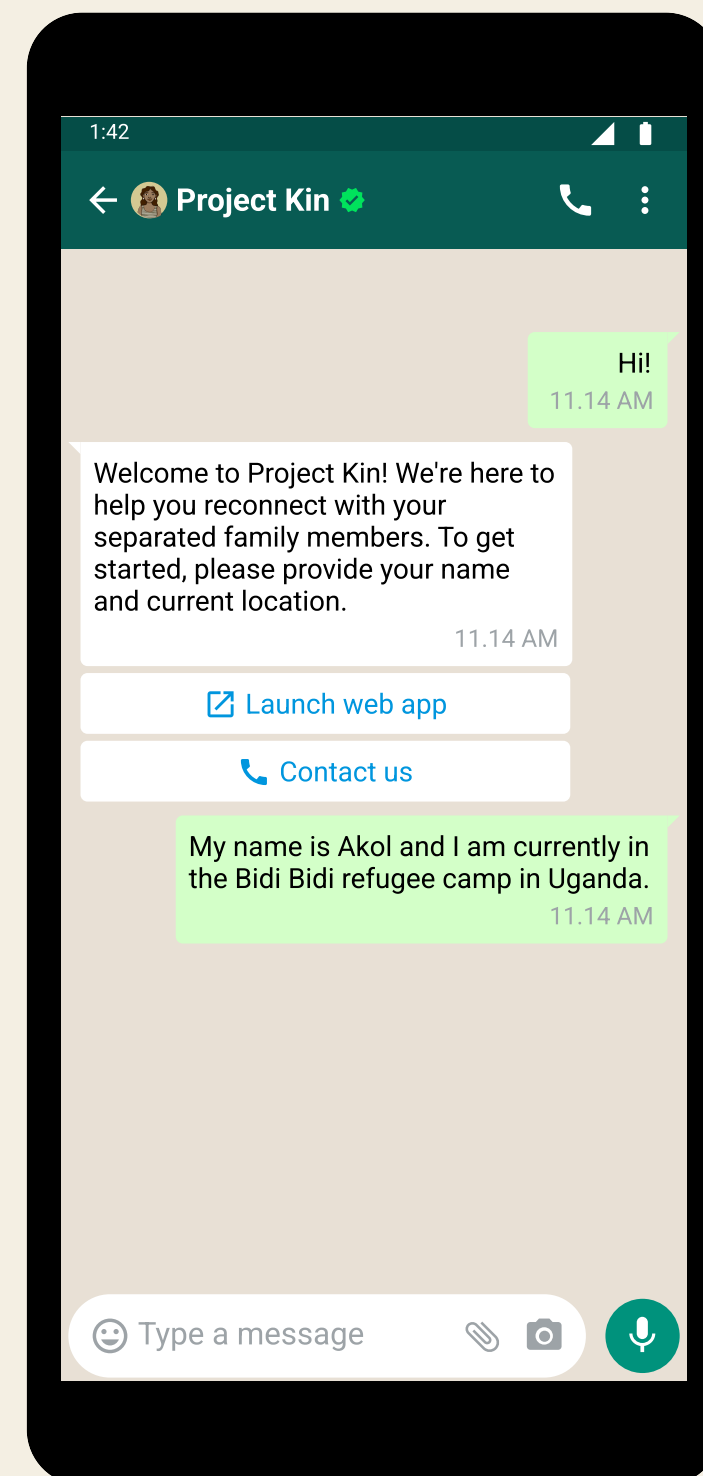 1:42
Project Kin
Hi!
11.14 AM
Welcome to Project Kin! We're here to
help you reconnect with your
separated family members. To get
started, please provide your name
and current location.
11.14 AM
Launch web app
Contact us
My name is Akol and I am currently in
the Bidi Bidi refugee camp in Uganda.
11.14 AM
Type a message